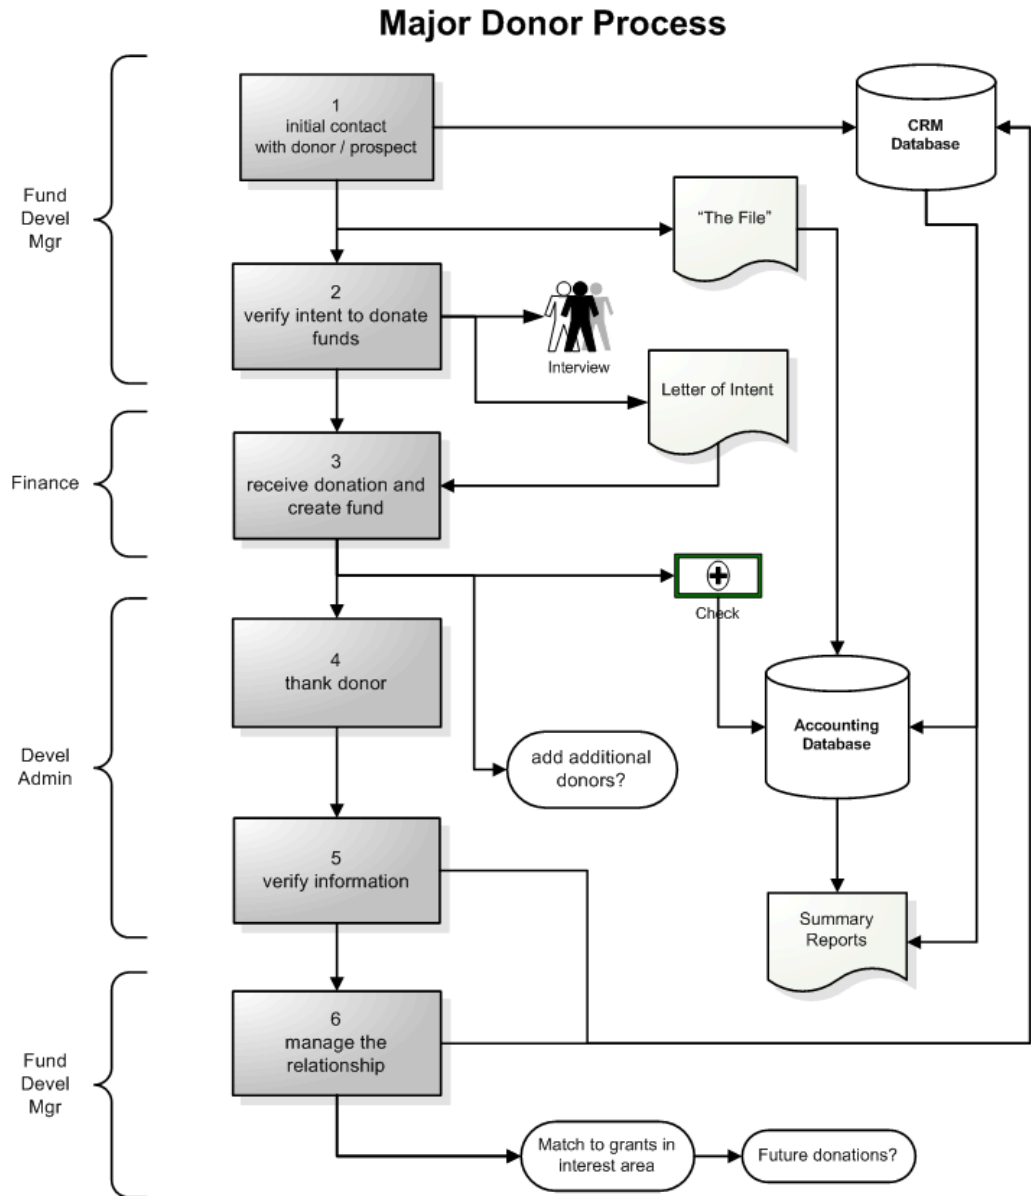 Major Donor Process
1
initial contact
with donor / prospect
CRM
Database
Fund
Devel
Mgr
“The File”
2
verify intent to donate
funds
Interview
Letter of Intent
Finance
3
receive donation and
create fund
Check
4
thank donor
Devel
Admin
add additional
donors?
Accounting
Database
5
verify information
Summary
Reports
6
manage the
relationship
Fund
Devel
Mgr
Match to grants in
interest area
Future donations?